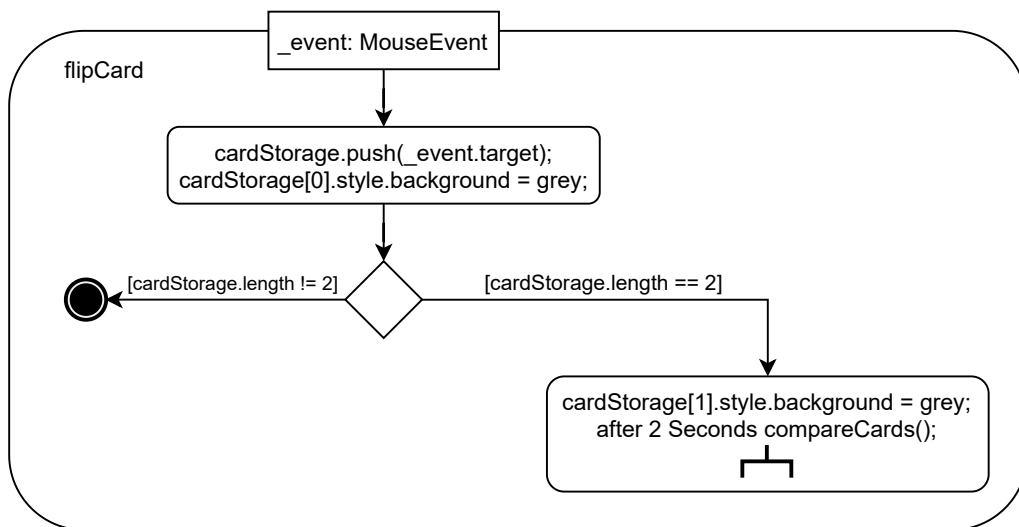 _event: MouseEvent
flipCard
cardStorage.push(_event.target);
cardStorage[0].style.background = grey;
[cardStorage.length != 2]
[cardStorage.length == 2]
cardStorage[1].style.background = grey;
after 2 Seconds compareCards();